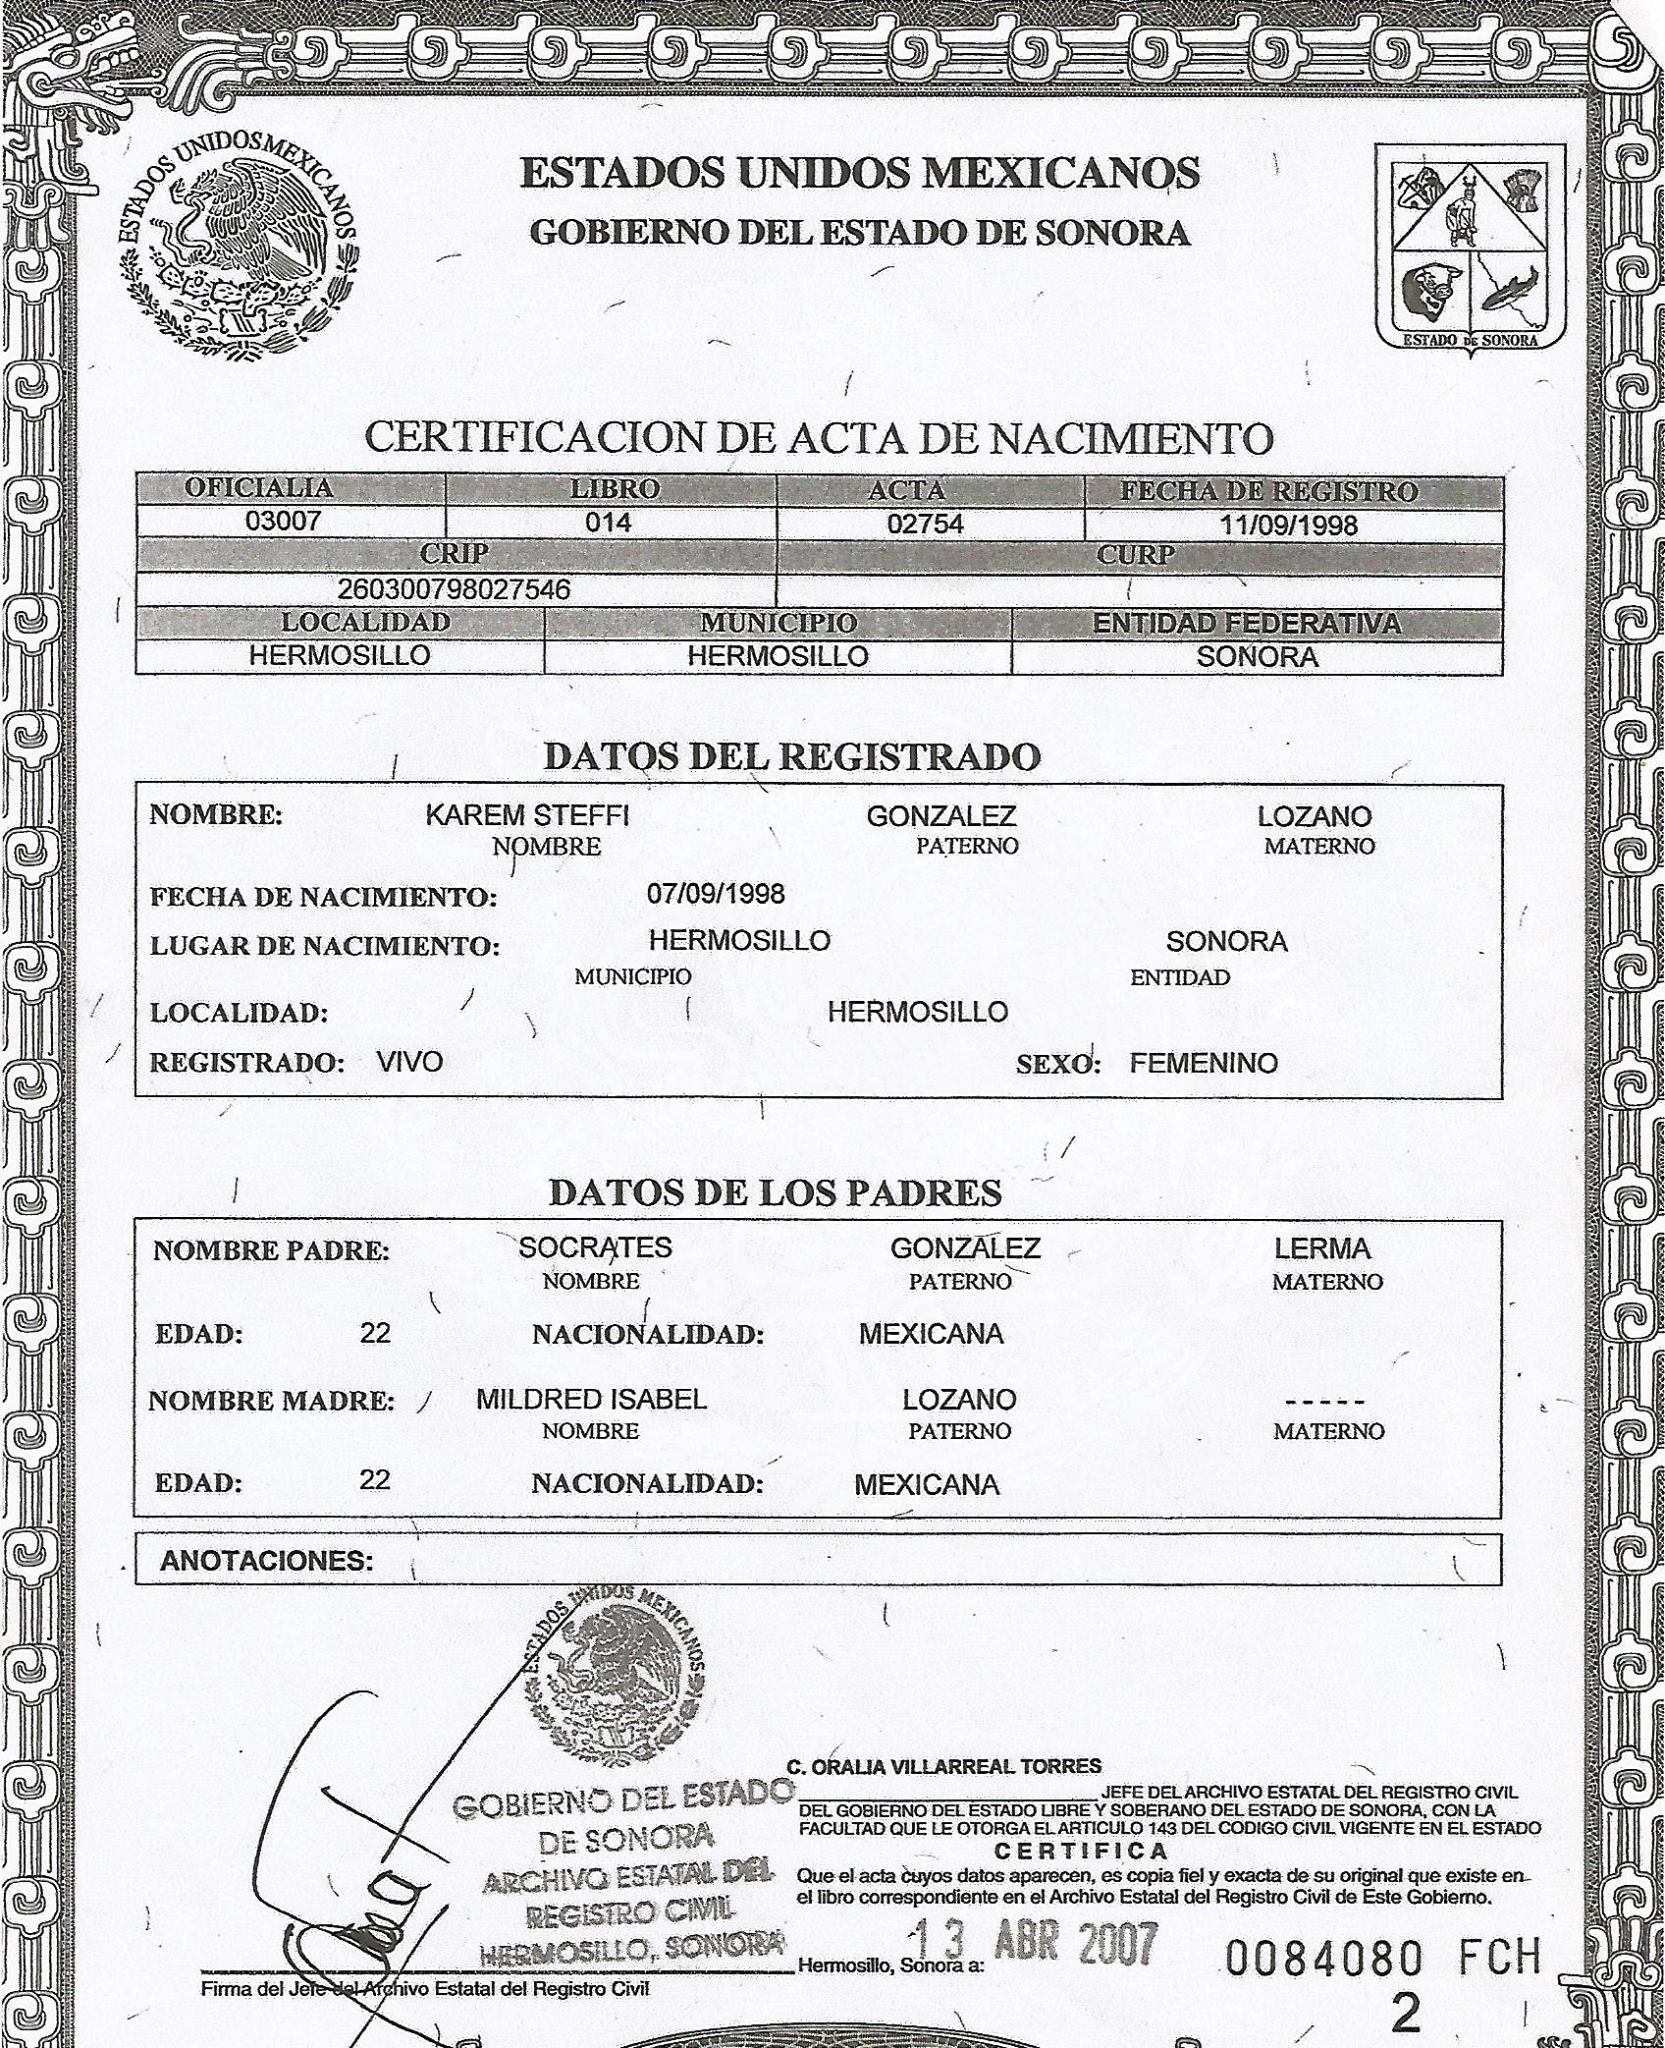 ESTADOS UNIDOS MEXICANOS
ESTADOS UNIDOS MEXICANOS
GOBIERNO DEL ESTADO DE SONORA
ESTADO DE SONORA
CERTIFICACION DE ACTA DE NACIMIENTO
OFICIALIA LIBRO ACTA FECHA DE REGISTRO
03007 014 02754 11/09/1998
CRIP CURP
260300798027546
LOCALIDAD MUNICIPIO ENTIDAD FEDERATIVA
HERMOSILLO HERMOSILLO SONORA
DATOS DEL REGISTRADO
NOMBRE: KAREM STEFFI GONZALEZ LOZANO
NOMBRE PATERNO MATERNO
FECHA DE NACIMIENTO: 07/09/1998
LUGAR DE NACIMIENTO: HERMOSILLO SONORA
MUNICIPIO ENTIDAD
LOCALIDAD: HERMOSILLO
REGISTRADO: VIVO SEXO: FEMENINO
DATOS DE LOS PADRES
NOMBRE PADRE: SOCRATES GONZALEZ LERMA
NOMBRE PATERNO MATERNO
EDAD: 22 NACIONALIDAD: MEXICANA
NOMBRE MADRE: MILDRED ISABEL LOZANO -----
NOMBRE PATERNO MATERNO
EDAD: 22 NACIONALIDAD: MEXICANA
ANOTACIONES:
ESTADOS UNIDOS MEXICANOS
GOBIERNO DEL ESTADO
DE SONORA
ARCHIVO ESTATAL DEL
REGISTRO CIVIL
HERMOSILLO, SONORA
Firma del Jefe del Archivo Estatal del Registro Civil
C. ORALIA VILLARREAL TORRES
JEFE DEL ARCHIVO ESTATAL DEL REGISTRO CIVIL
DEL GOBIERNO DEL ESTADO LIBRE Y SOBERANO DEL ESTADO DE SONORA, CON LA
FACULTAD QUE LE OTORGA EL ARTICULO 143 DEL CODIGO CIVIL VIGENTE EN EL ESTADO
CERTIFICA
Que el acta cuyos datos aparecen, es copia fiel y exacta de su original que existe en
el libro correspondiente en el Archivo Estatal del Registro Civil de Este Gobierno.
Hermosillo, Sonora a: 13 ABR 2007
0084080 FCH
2